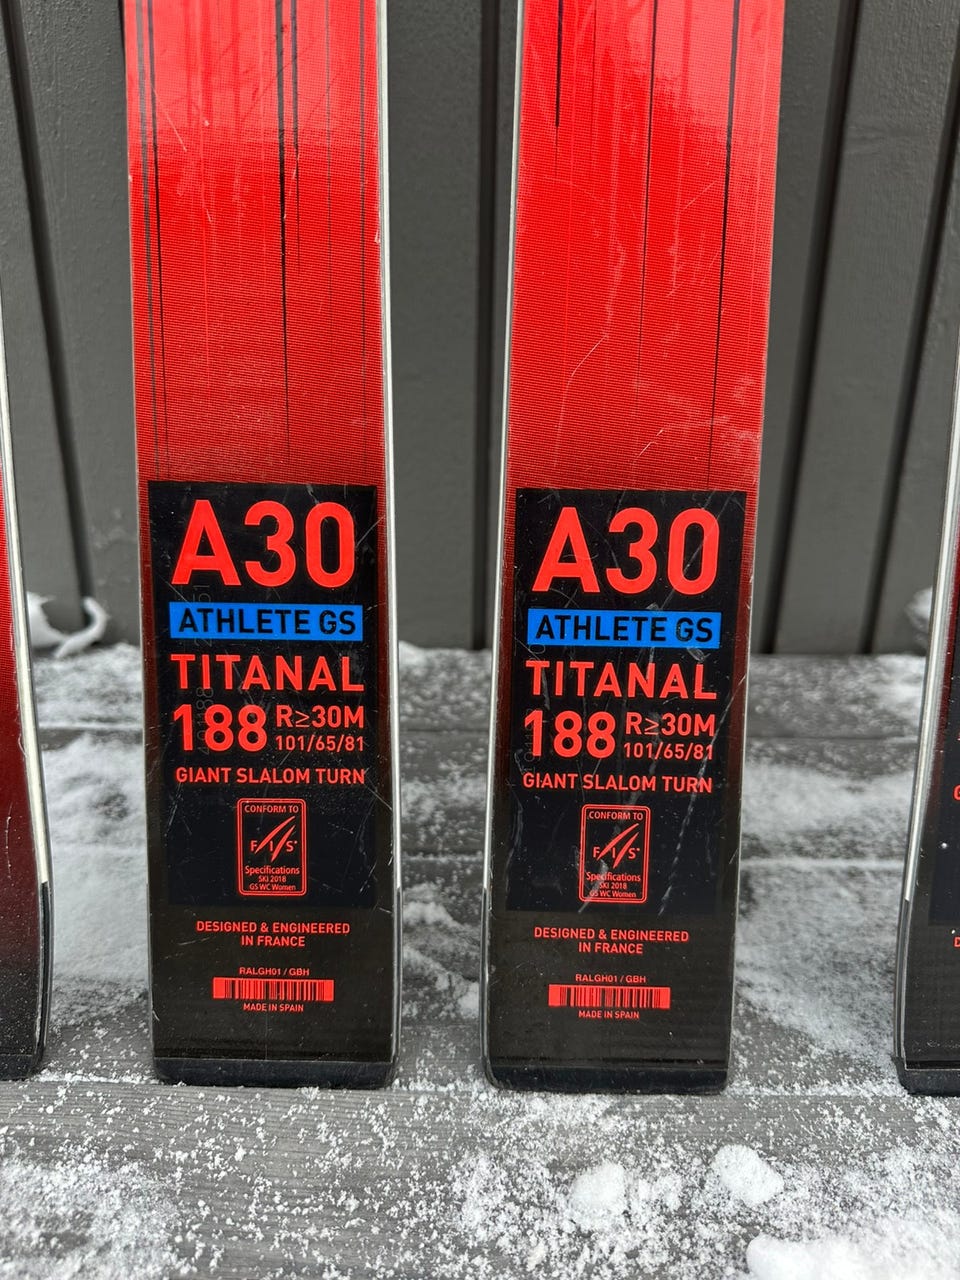 A30
ATHLETE GS
TITANAL
188 R≥30M
101/65/81
GIANT SLALOM TURN
CONFORM TO
FIS
Specifications
SKI 2018
GS WC Women
DESIGNED & ENGINEERED
IN FRANCE
RALGH01 / GBH
MADE IN SPAIN
A30
ATHLETE GS
TITANAL
188 R≥30M
101/65/81
GIANT SLALOM TURN
CONFORM TO
FIS
Specifications
SKI 2018
GS WC Women
DESIGNED & ENGINEERED
IN FRANCE
RALGH01 / GBH
MADE IN SPAIN